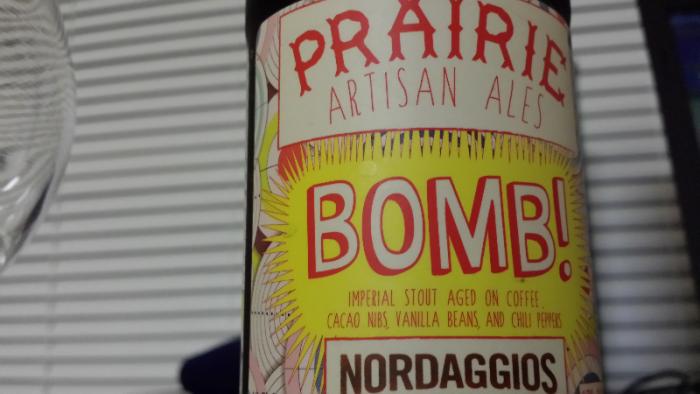 PRAIRIE
ARTISAN ALES
BOMB!
IMPERIAL STOUT AGED ON COFFEE,
CACAO NIBS, VANILLA BEANS, AND CHILI PEPPERS
NORDAGGIOS